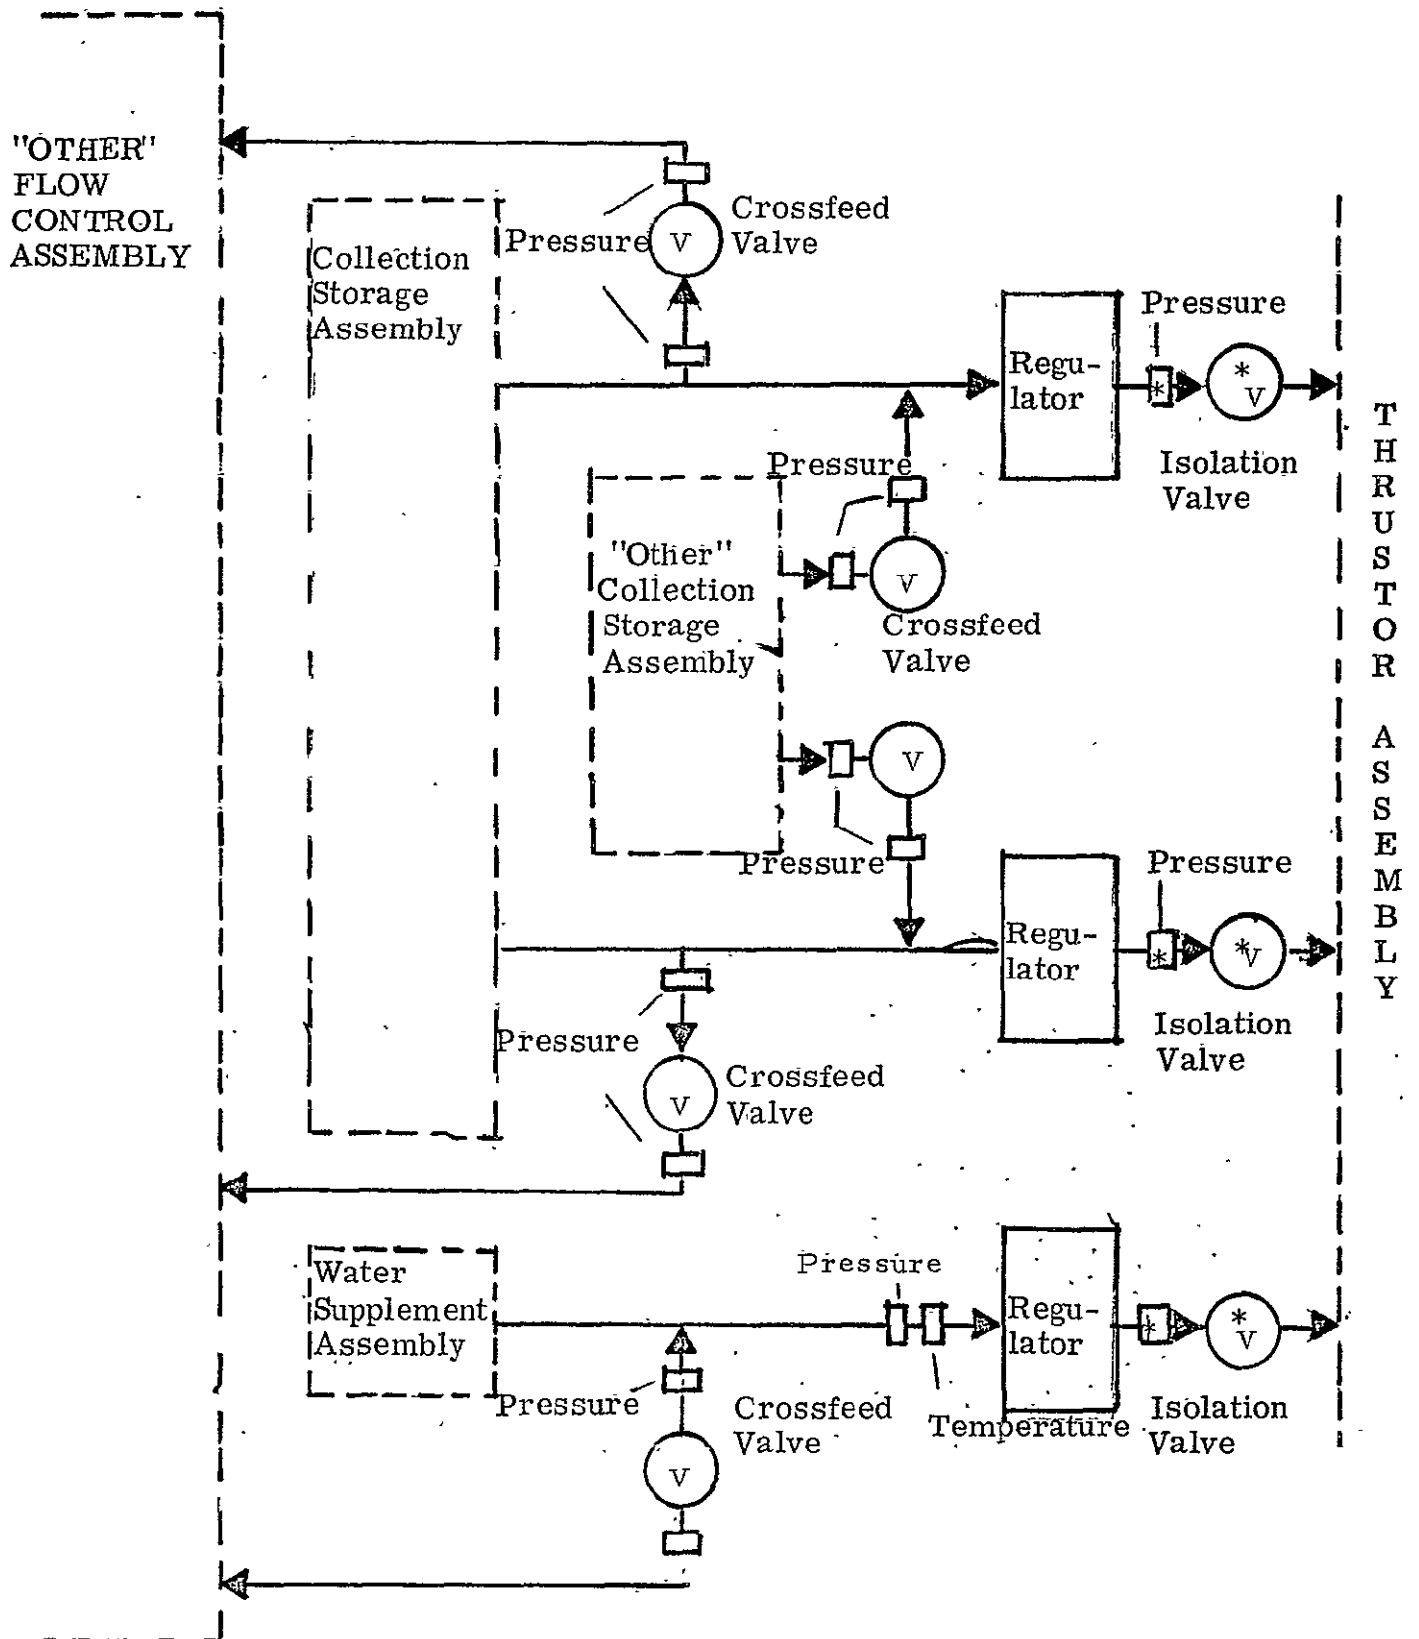 "OTHER"
FLOW
CONTROL
ASSEMBLY
Collection
Storage
Assembly
Pressure
V
Crossfeed
Valve
Regu-
lator
Pressure
*
* V
Isolation
Valve
"Other"
Collection
Storage
Assembly
Pressure
V
Crossfeed
Valve
V
Pressure
Regu-
lator
Pressure
*
*V
Isolation
Valve
Pressure
V
Crossfeed
Valve
Water
Supplement
Assembly
Pressure
V
Crossfeed
Valve
Pressure
Temperature
Regu-
lator
*
* V
Isolation
Valve
THRUSTOR ASSEMBLY